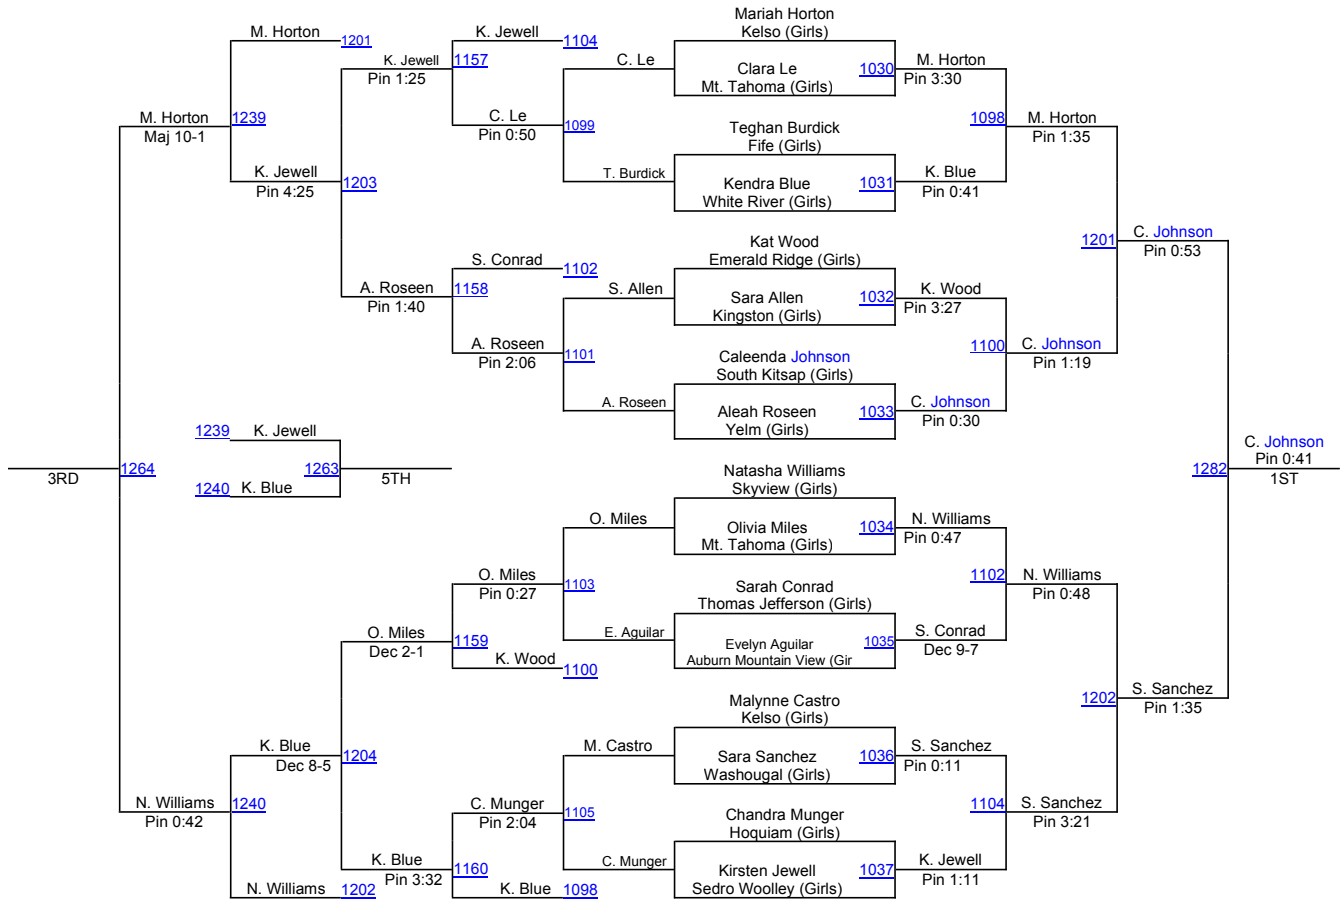 Mariah Horton
M. Horton
K. Jewell
Kelso (Girls)
1201
1104
K. Jewell
1157
C. Le
Clara Le
1030
M. Horton
Pin 1:25
Mt. Tahoma (Girls)
Pin 3:30
M. Horton
1239
C. Le
1099
Teghan Burdick
1098
M. Horton
Maj 10-1
Pin 0:50
Fife (Girls)
Pin 1:35
K. Jewell
1203
T. Burdick
Kendra Blue
1031
K. Blue
Pin 4:25
White River (Girls)
Pin 0:41
Kat Wood
1201
C. Johnson
Emerald Ridge (Girls)
Pin 0:53
S. Conrad
1102
A. Roseen
1158
S. Allen
Sara Allen
1032
K. Wood
Pin 1:40
Kingston (Girls)
Pin 3:27
A. Roseen
1101
Caleenda Johnson
1100
C. Johnson
Pin 2:06
South Kitsap (Girls)
Pin 1:19
A. Roseen
Aleah Roseen
1033
C. Johnson
Yelm (Girls)
Pin 0:30
1239
K. Jewell
C. Johnson
Pin 0:41
3RD
1264
1263
5TH
Natasha Williams
1282
1ST
1240
K. Blue
Skyview (Girls)
O. Miles
Olivia Miles
1034
N. Williams
Mt. Tahoma (Girls)
Pin 0:47
O. Miles
1103
Sarah Conrad
1102
N. Williams
Pin 0:27
Thomas Jefferson (Girls)
Pin 0:48
O. Miles
1159
E. Aguilar
Evelyn Aguilar
1035
S. Conrad
Dec 2-1
Auburn Mountain View (Gir
Dec 9-7
K. Wood
1100
Malynne Castro
1202
S. Sanchez
Kelso (Girls)
Pin 1:35
K. Blue
1204
M. Castro
Sara Sanchez
1036
S. Sanchez
Dec 8-5
Washougal (Girls)
Pin 0:11
N. Williams
1240
C. Munger
1105
Chandra Munger
1104
S. Sanchez
Pin 0:42
Pin 2:04
Hoquiam (Girls)
Pin 3:21
K. Blue
1160
C. Munger
Kirsten Jewell
1037
K. Jewell
Pin 3:32
Sedro Woolley (Girls)
Pin 1:11
N. Williams
1202
K. Blue
1098